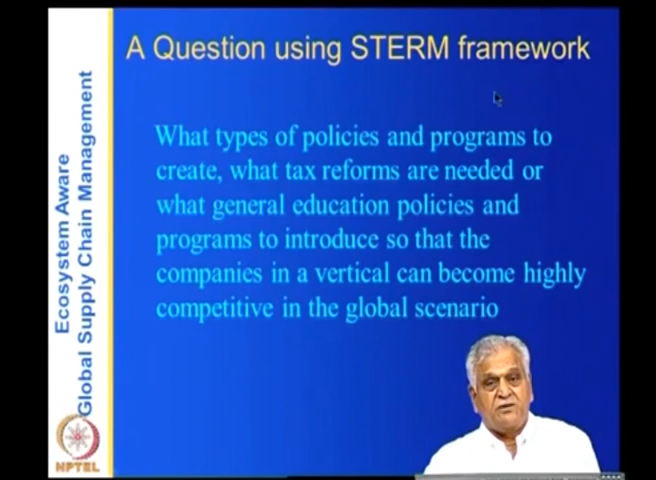 A Question using STERM framework
What types of policies and programs to
create, what tax reforms are needed or
what general education policies and
programs to introduce so that the
companies in a vertical can become highly
competitive in the global scenario
Ecosystem Aware
Global Supply Chain Management
NPTEL